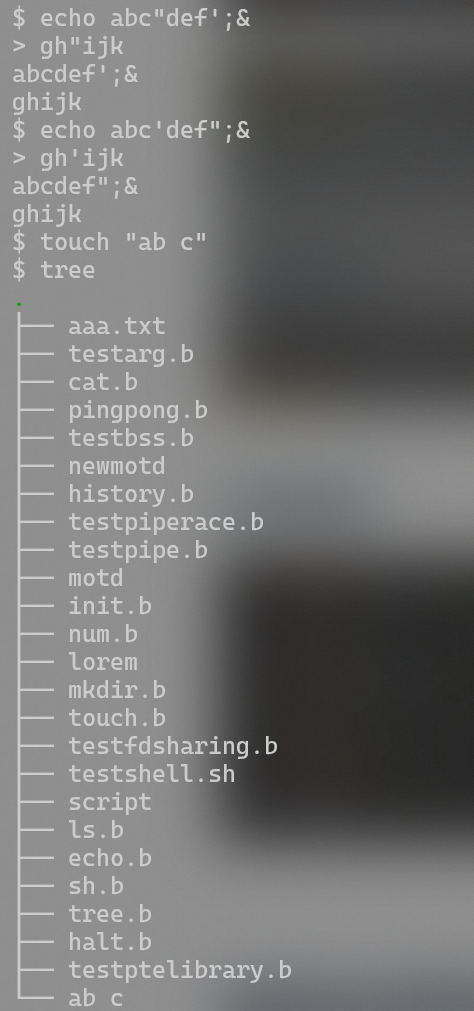 $ echo abc"def';&
> gh"ijk
abcdef';&
ghijk
$ echo abc'def";&
> gh'ijk
abcdef";&
ghijk
$ touch "ab c"
$ tree
.
├── aaa.txt
├── testarg.b
├── cat.b
├── pingpong.b
├── testbss.b
├── newmotd
├── history.b
├── testpiperace.b
├── testpipe.b
├── motd
├── init.b
├── num.b
├── lorem
├── mkdir.b
├── touch.b
├── testfdsharing.b
├── testshell.sh
├── script
├── ls.b
├── echo.b
├── sh.b
├── tree.b
├── halt.b
├── testptelibrary.b
└── ab c